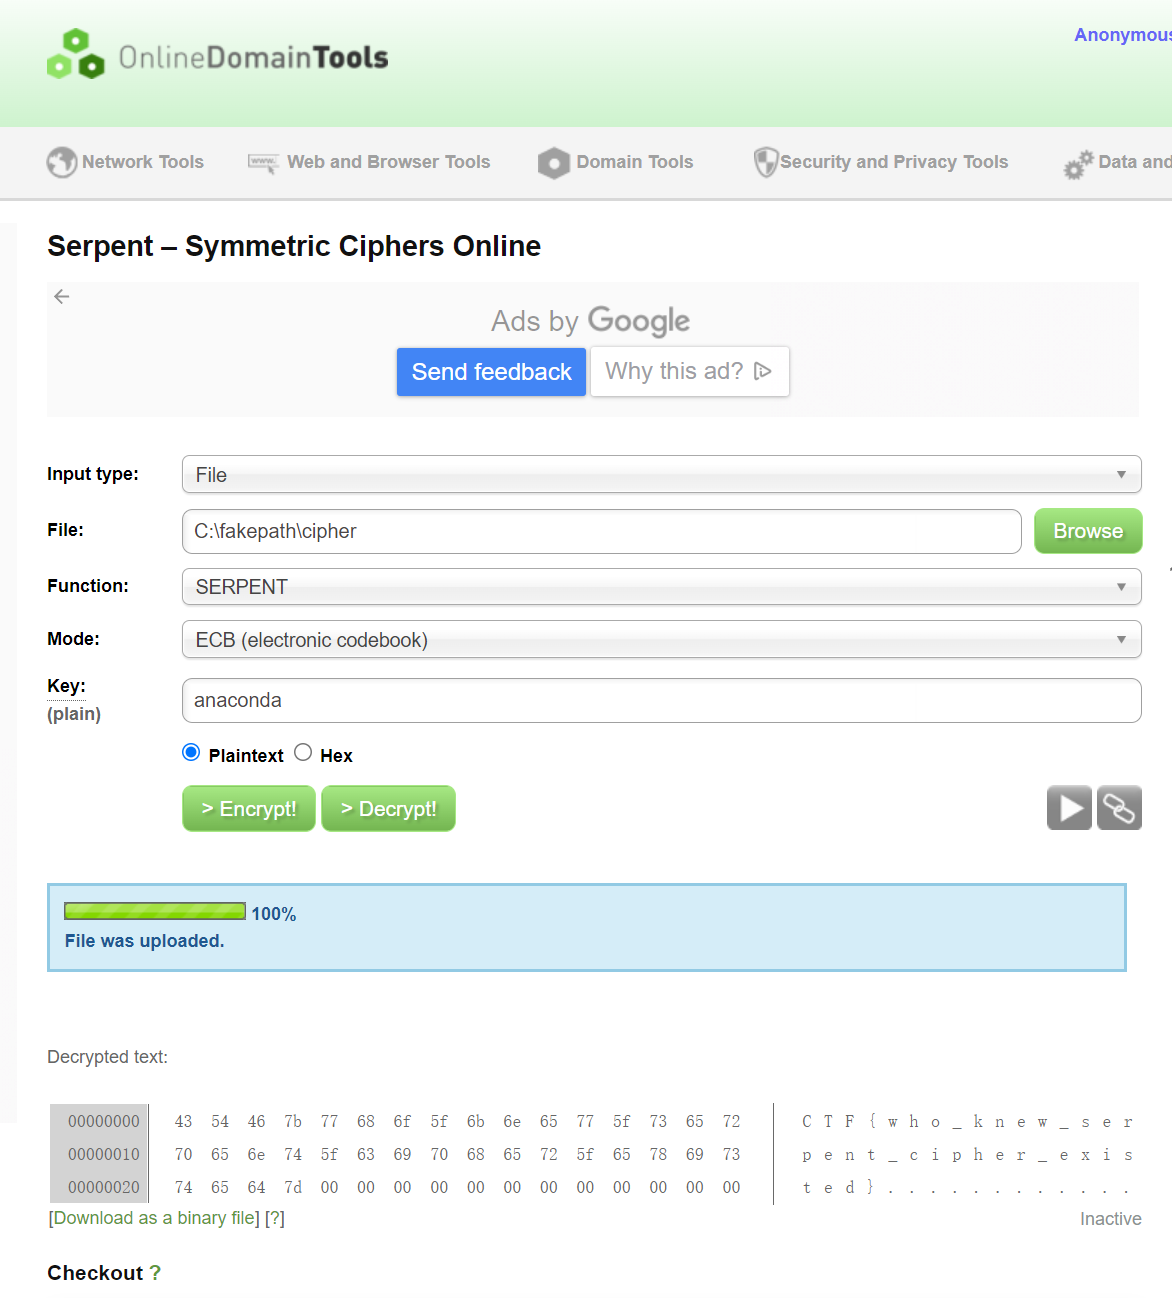 OnlineDomainTools
Anonymous
Network Tools
Web and Browser Tools
Domain Tools
Security and Privacy Tools
Data and
Serpent – Symmetric Ciphers Online
Ads by Google
Send feedback
Why this ad?
Input type:
File
File:
C:\fakepath\cipher
Browse
Function:
SERPENT
Mode:
ECB (electronic codebook)
Key:
(plain)
anaconda
Plaintext
Hex
> Encrypt!
> Decrypt!
100%
File was uploaded.
Decrypted text:
00000000 43 54 46 7b 77 68 6f 5f 6b 6e 65 77 5f 73 65 72 C T F { w h o _ k n e w _ s e r
00000010 70 65 6e 74 5f 63 69 70 68 65 72 5f 65 78 69 73 p e n t _ c i p h e r _ e x i s
00000020 74 65 64 7d 00 00 00 00 00 00 00 00 00 00 00 00 t e d } . . . . . . . . . . . .
[Download as a binary file] [?]
Inactive
Checkout ?